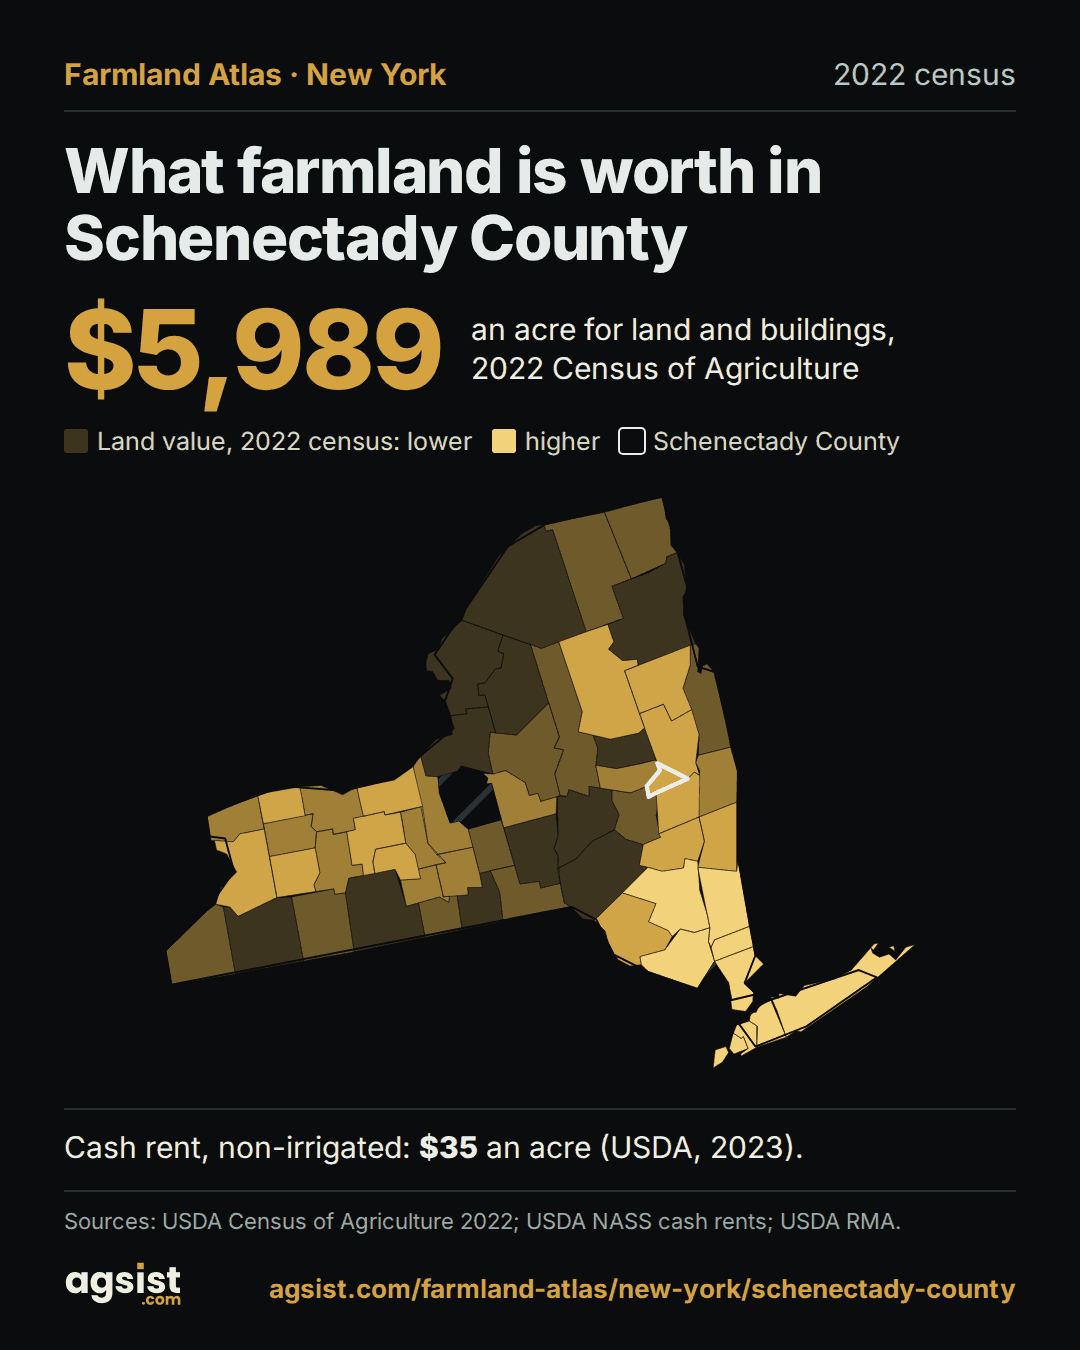 Farmland Atlas · New York
2022 census
What farmland is worth in
Schenectady County
$5,989
an acre for land and buildings,
2022 Census of Agriculture
Land value, 2022 census: lower
higher
Schenectady County
Cash rent, non-irrigated: $35 an acre (USDA, 2023).
Sources: USDA Census of Agriculture 2022; USDA NASS cash rents; USDA RMA.
agsist
.com
agsist.com/farmland-atlas/new-york/schenectady-county